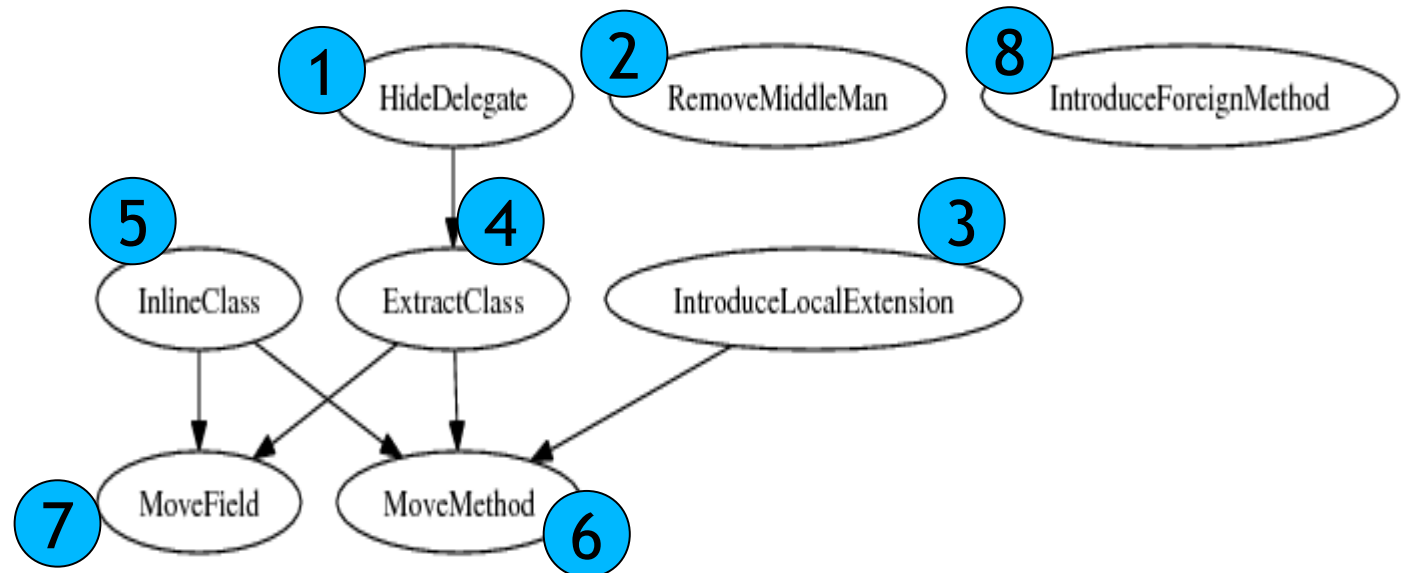 1
HideDelegate
2
RemoveMiddleMan
8
IntroduceForeignMethod
5
InlineClass
4
ExtractClass
3
IntroduceLocalExtension
7
MoveField
MoveMethod
6